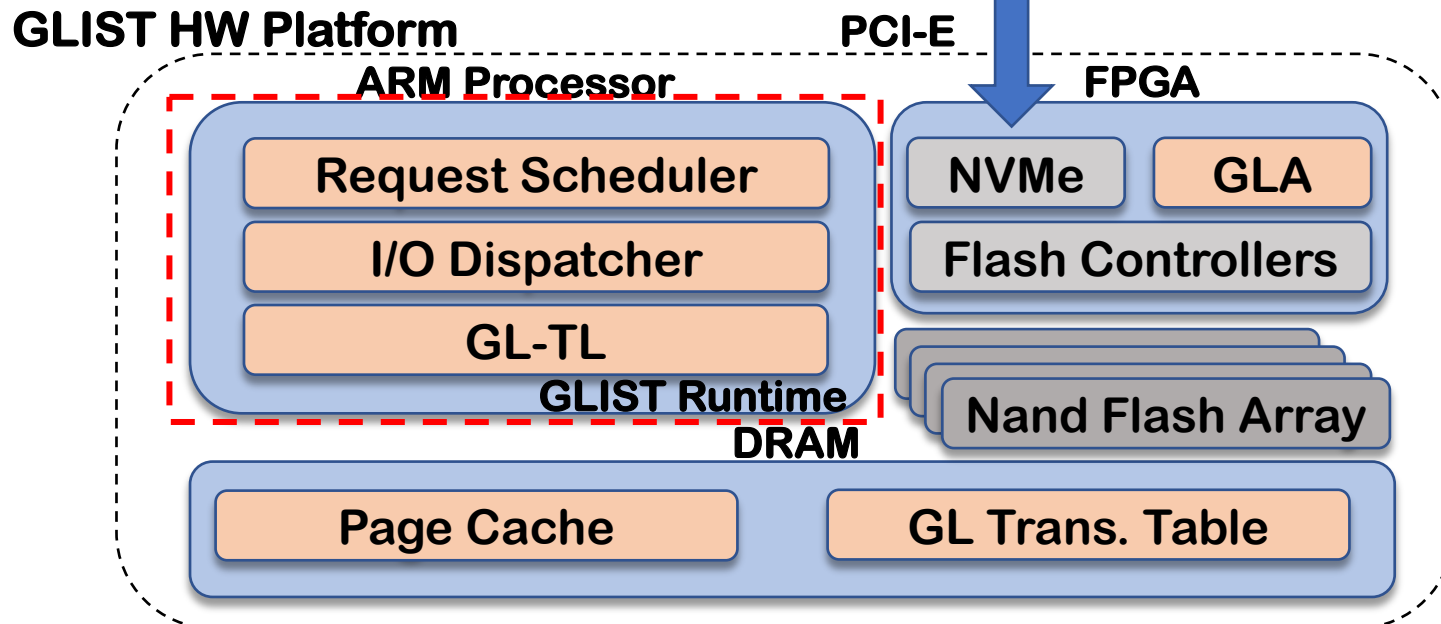 GLIST HW Platform
PCI-E
ARM Processor
Request Scheduler
I/O Dispatcher
GL-TL
GLIST Runtime
FPGA
NVMe
GLA
Flash Controllers
Nand Flash Array
DRAM
Page Cache
GL Trans. Table